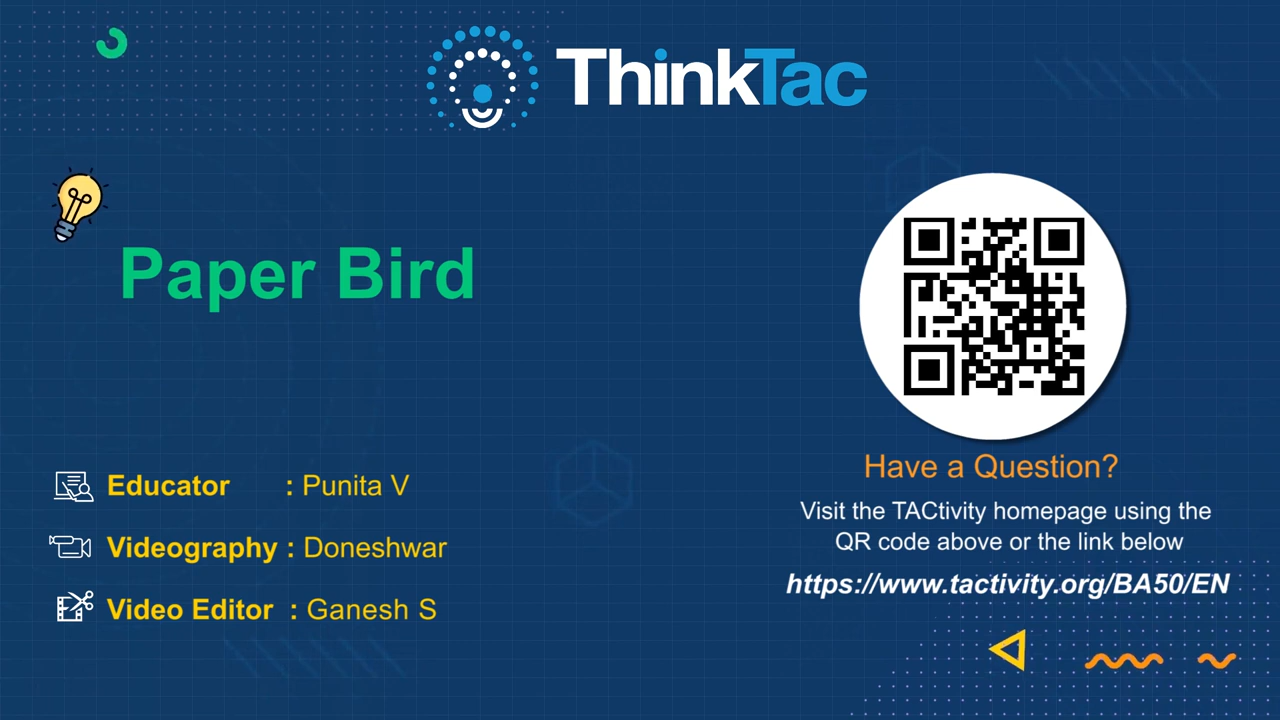 ThinkTac
Paper Bird
Educator : Punita V
Videography : Doneshwar
Video Editor : Ganesh S
Have a Question?
Visit the TACtivity homepage using the
QR code above or the link below
https://www.tactivity.org/BA50/EN